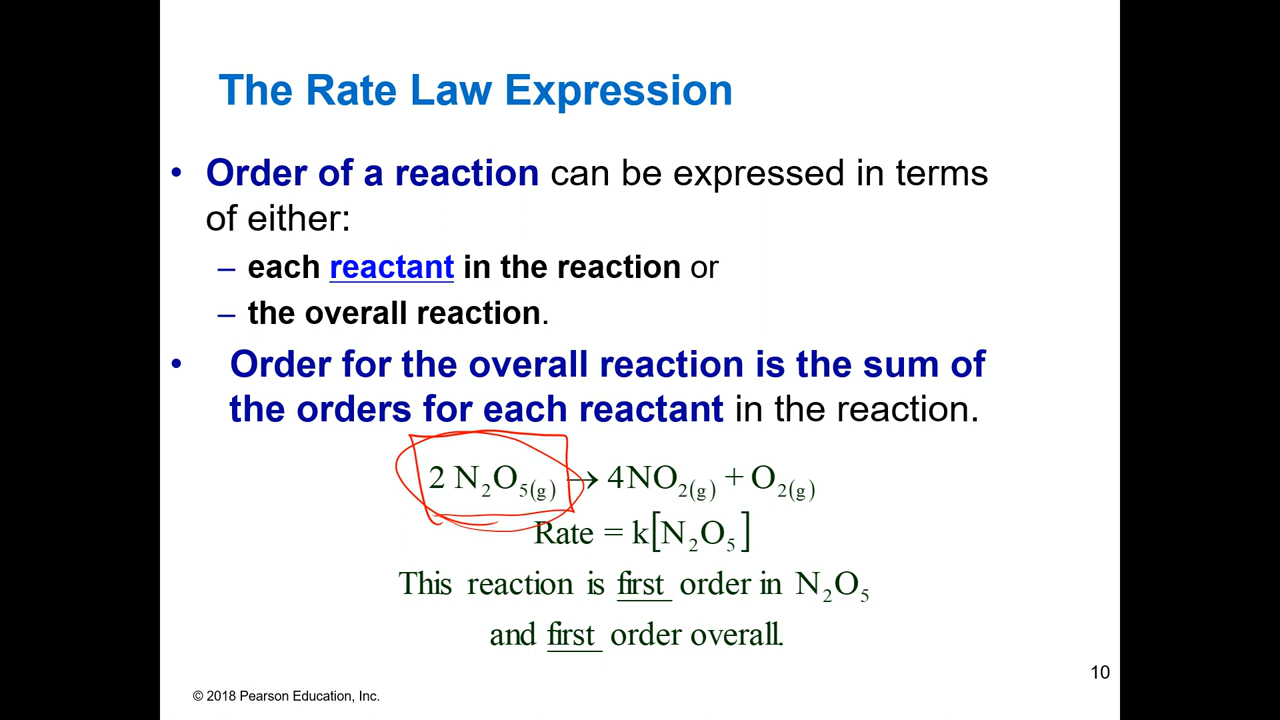 The Rate Law Expression
• Order of a reaction can be expressed in terms
of either:
– each reactant in the reaction or
– the overall reaction.
• Order for the overall reaction is the sum of
the orders for each reactant in the reaction.
2 N₂O₅(g) → 4NO₂(g) + O₂(g)
Rate = k[N₂O₅]
This reaction is first order in N₂O₅
and first order overall.
10
© 2018 Pearson Education, Inc.